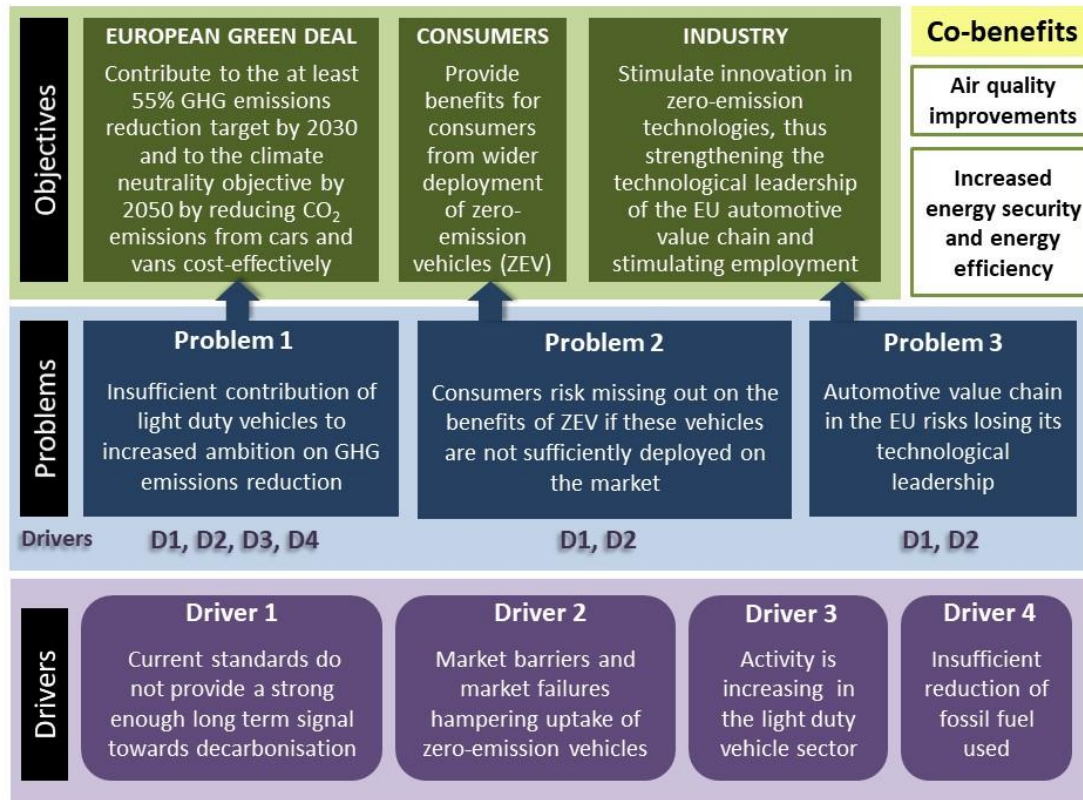 Objectives
EUROPEAN GREEN DEAL
Contribute to the at least
55% GHG emissions
reduction target by 2030
and to the climate
neutrality objective by
2050 by reducing CO₂
emissions from cars and
vans cost-effectively
CONSUMERS
Provide
benefits for
consumers
from wider
deployment
of zero-
emission
vehicles (ZEV)
INDUSTRY
Stimulate innovation in
zero-emission
technologies, thus
strengthening the
technological leadership
of the EU automotive
value chain and
stimulating employment
Co-benefits
Air quality
improvements
Increased
energy security
and energy
efficiency
Problems
Problem 1
Insufficient contribution of
light duty vehicles to
increased ambition on GHG
emissions reduction
Problem 2
Consumers risk missing out on the
benefits of ZEV if these vehicles
are not sufficiently deployed on
the market
Problem 3
Automotive value chain
in the EU risks losing its
technological
leadership
Drivers
D1, D2, D3, D4
D1, D2
D1, D2
Drivers
Driver 1
Current standards do
not provide a strong
enough long term signal
towards decarbonisation
Driver 2
Market barriers and
market failures
hampering uptake of
zero-emission vehicles
Driver 3
Activity is
increasing in
the light duty
vehicle sector
Driver 4
Insufficient
reduction of
fossil fuel
used